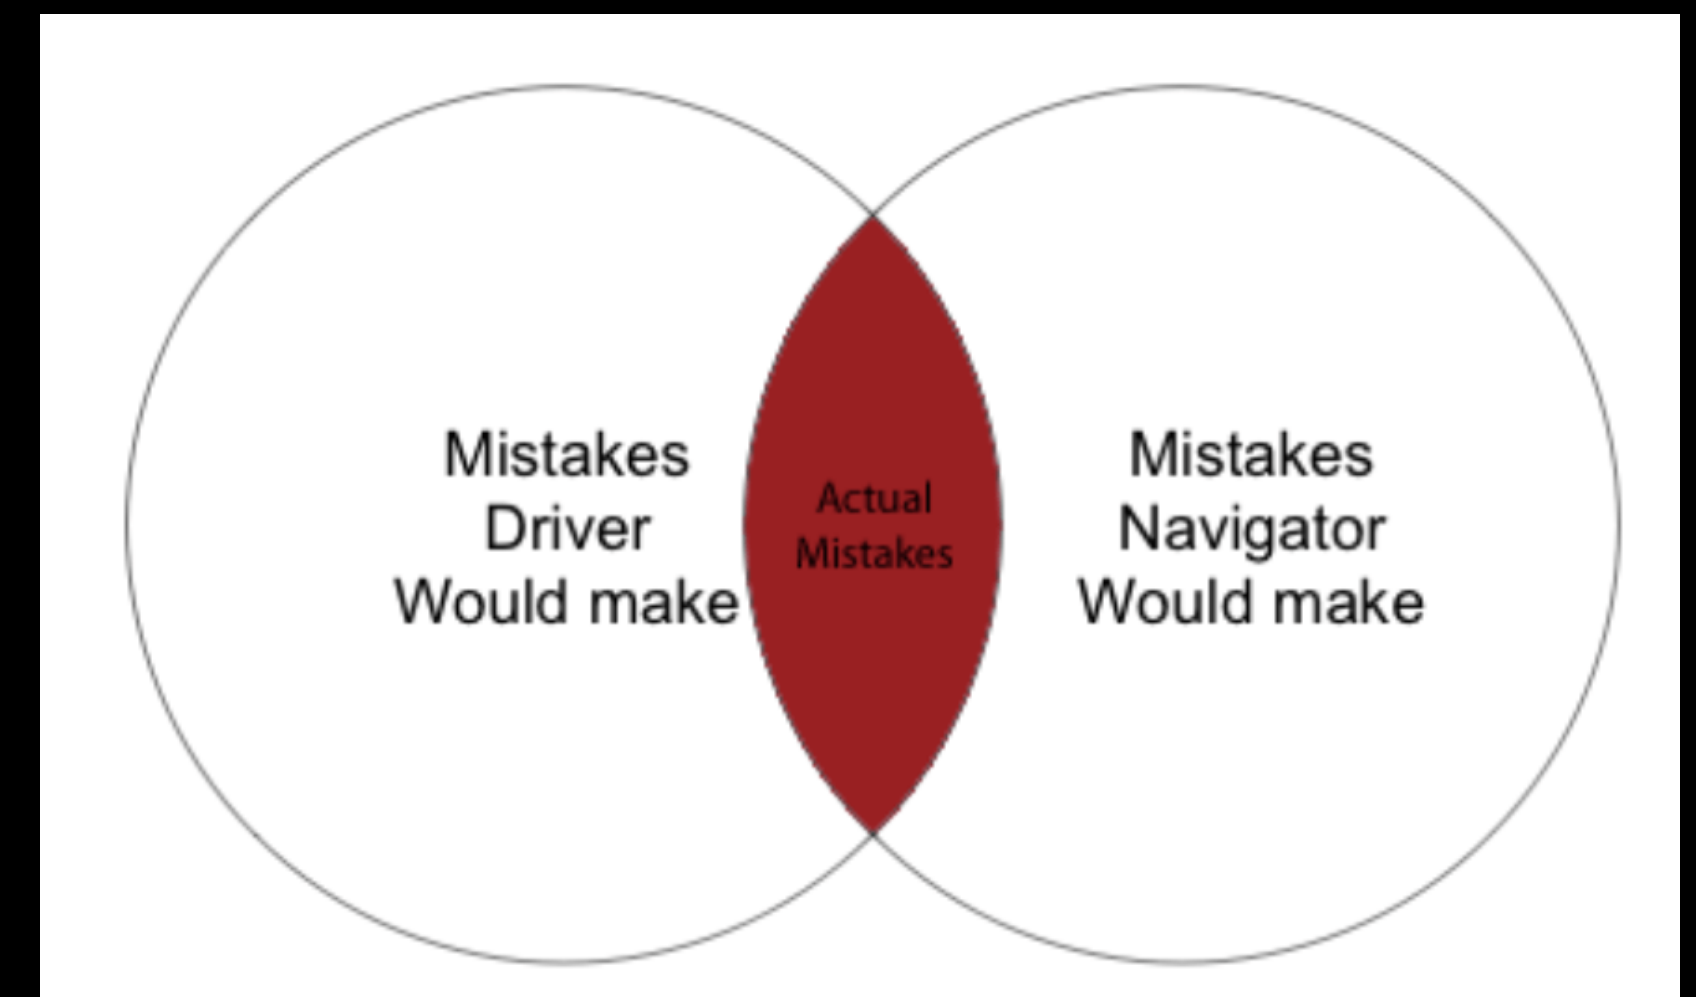 Mistakes
Driver
Would make
Actual
Mistakes
Mistakes
Navigator
Would make